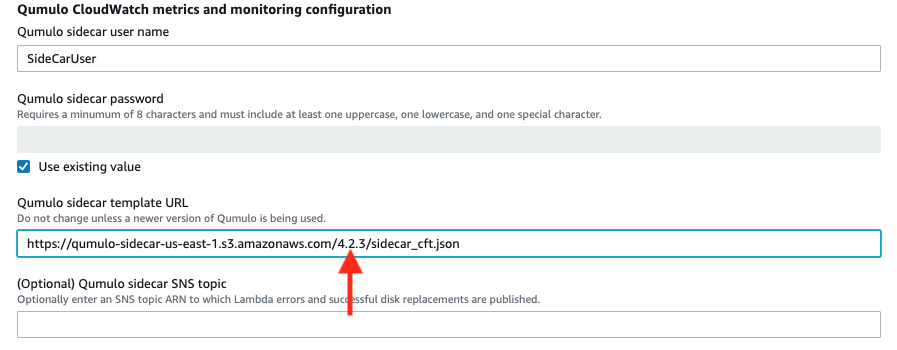 Qumulo CloudWatch metrics and monitoring configuration
Qumulo sidecar user name
SideCarUser
Qumulo sidecar password
Requires a minumum of 8 characters and must include at least one uppercase, one lowercase, and one special character.
Use existing value
Qumulo sidecar template URL
Do not change unless a newer version of Qumulo is being used.
https://qumulo-sidecar-us-east-1.s3.amazonaws.com/4.2.3/sidecar_cft.json
(Optional) Qumulo sidecar SNS topic
Optionally enter an SNS topic ARN to which Lambda errors and successful disk replacements are published.